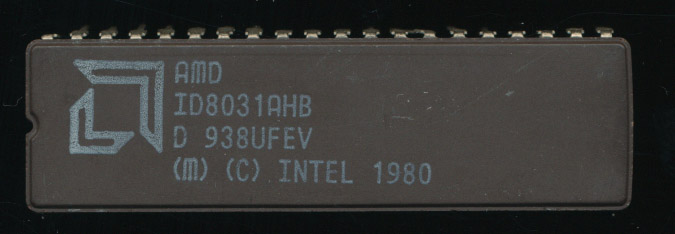 AMD
ID8031AHB
D 938UFEV
(M) (C) INTEL 1980